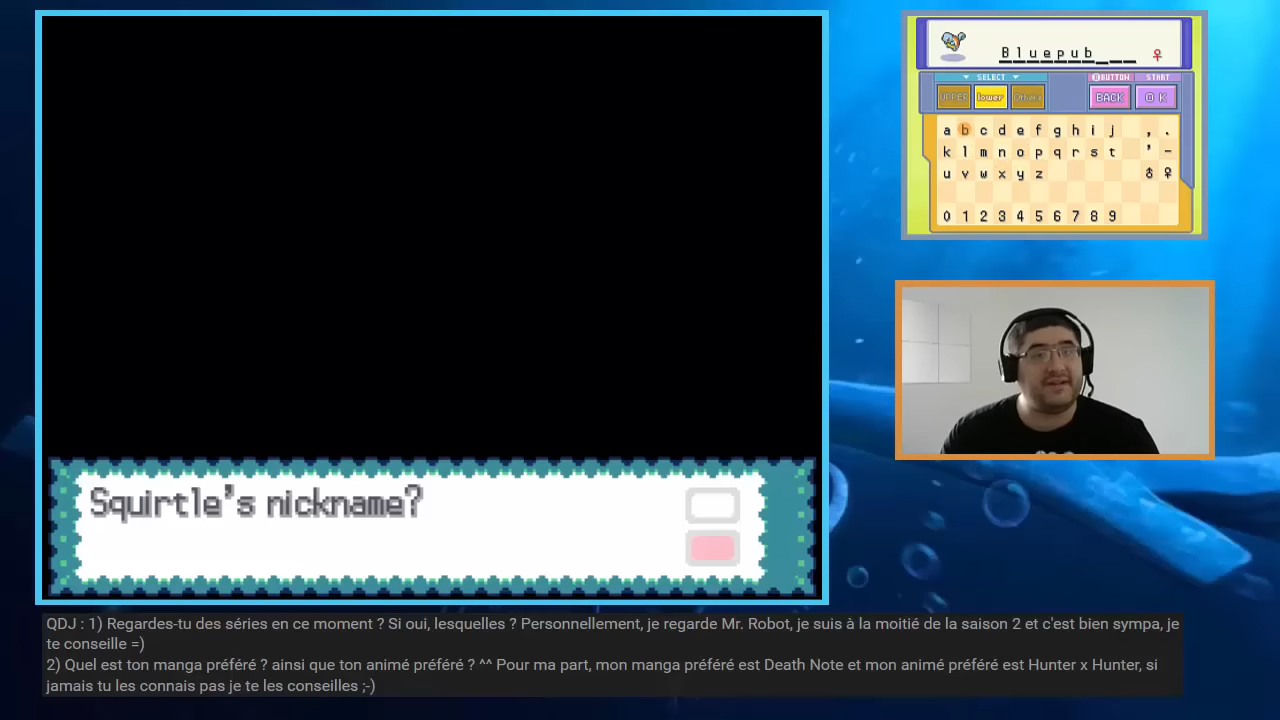 Squirtle's nickname?
Bluepub___ ♀
▼ SELECT ▼ BUTTON START
UPPER lower Others BACK OK
a b c d e f g h i j , .
k l m n o p q r s t ' -
u v w x y z ♂ ♀
0 1 2 3 4 5 6 7 8 9
QDJ : 1) Regardes-tu des séries en ce moment ? Si oui, lesquelles ? Personnellement, je regarde Mr. Robot, je suis à la moitié de la saison 2 et c'est bien sympa, je
te conseille =)
2) Quel est ton manga préféré ? ainsi que ton animé préféré ? ^^ Pour ma part, mon manga préféré est Death Note et mon animé préféré est Hunter x Hunter, si
jamais tu les connais pas je te les conseilles ;-)